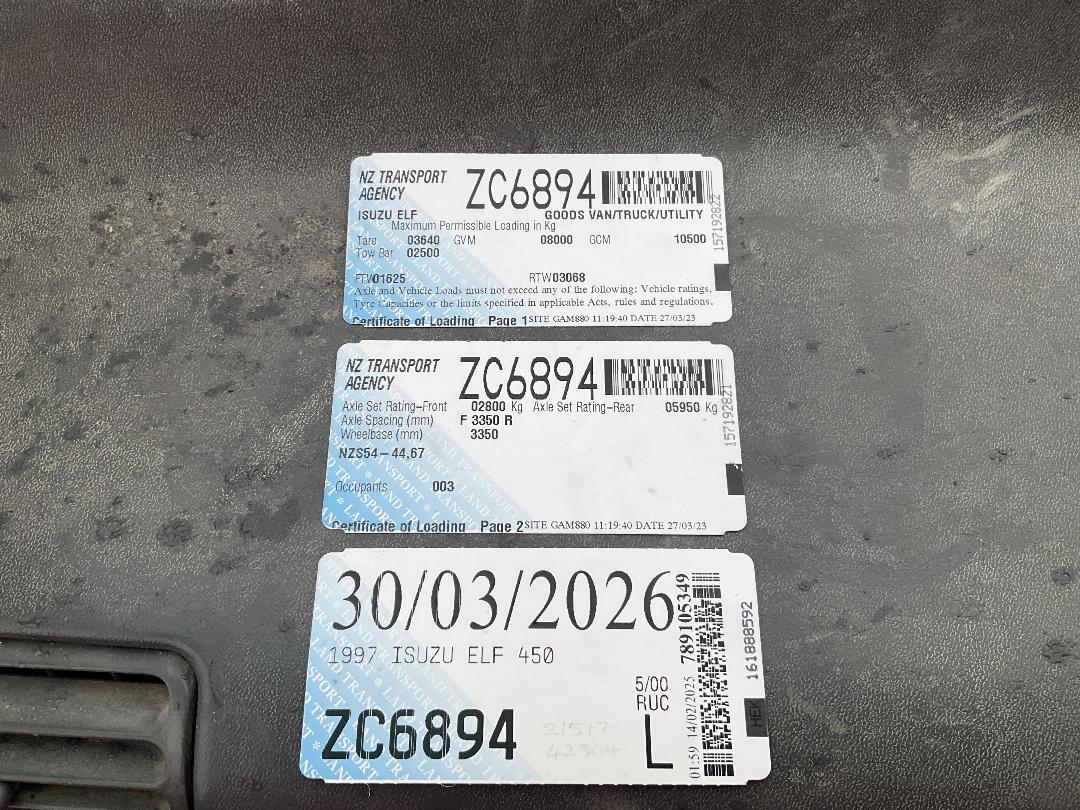 NZ TRANSPORT
AGENCY
ZC6894
ISUZU ELF GOODS VAN/TRUCK/UTILITY
Maximum Permissible Loading in Kg
Tare 03640 GVM 08000 GCM 10500
Tow Bar 02500
FTW01625 RTW03068
Axle and Vehicle Loads must not exceed any of the following: Vehicle ratings,
Tyre Capacities or the limits specified in applicable Acts, rules and regulations.
Certificate of Loading Page 1 SITE GAM880 11:19:40 DATE 27/03/23
157192822
NZ TRANSPORT
AGENCY
ZC6894
Axle Set Rating-Front 02800 Kg Axle Set Rating-Rear 05950 Kg
Axle Spacing (mm) F 3350 R
Wheelbase (mm) 3350
NZS54-44,67
Occupants 003
Certificate of Loading Page 2 SITE GAM880 11:19:40 DATE 27/03/23
157192821
30/03/2026
1997 ISUZU ELF 450
5/00
RUC
L
ZC6894
01:59 14/02/2025 789105349
161888592
MEK